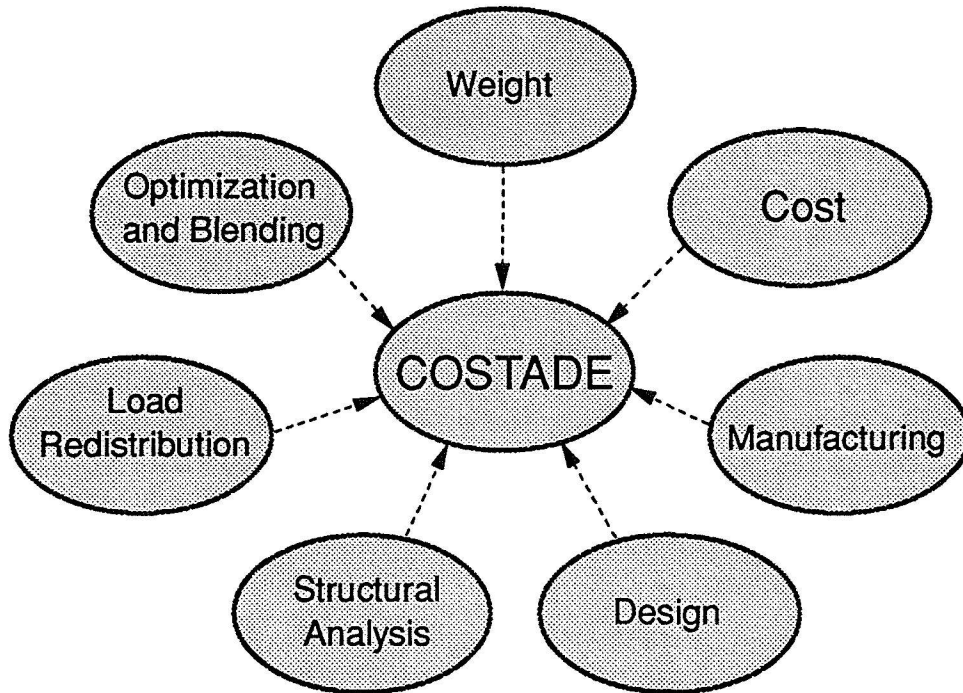 Weight
Optimization
and Blending
Cost
COSTADE
Load
Redistribution
Manufacturing
Structural
Analysis
Design